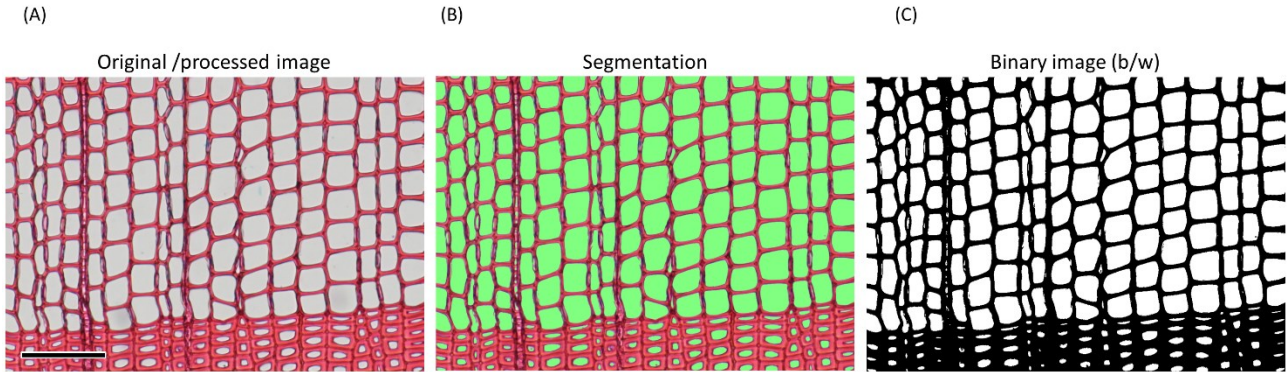 (A)
(B)
(C)
Original /processed image
Segmentation
Binary image (b/w)